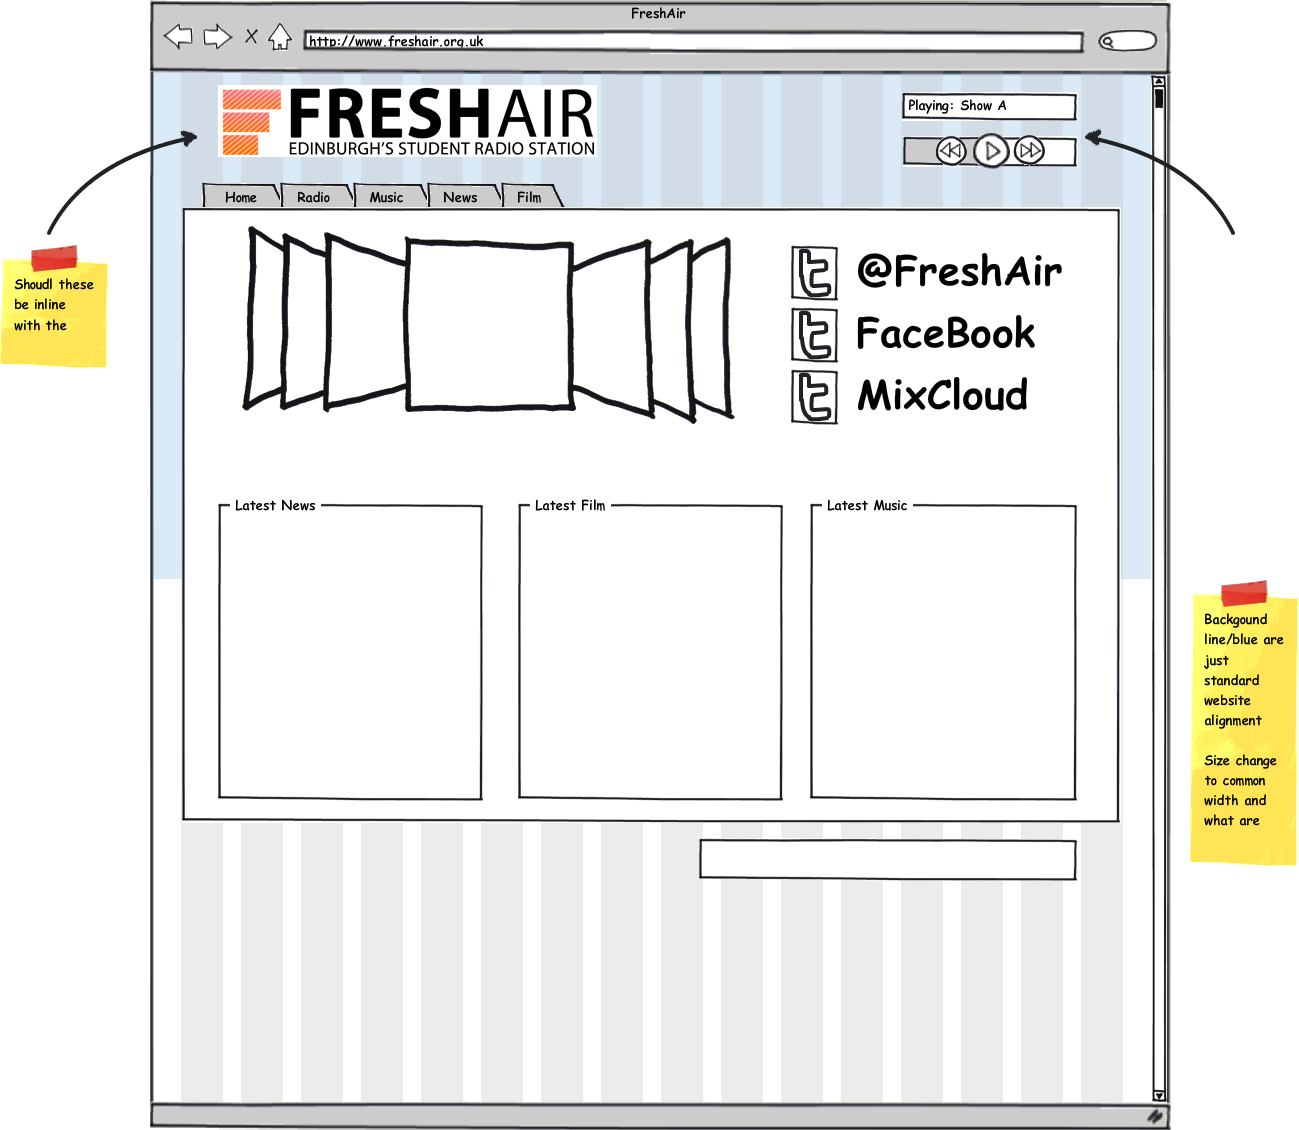 FreshAir
http://www.freshair.org.uk
FRESHAIR
EDINBURGH'S STUDENT RADIO STATION
Playing: Show A
Home
Radio
Music
News
Film
Shoudl these
be inline
with the
@FreshAir
FaceBook
MixCloud
Latest News
Latest Film
Latest Music
Backgound
line/blue are
just
standard
website
alignment
Size change
to common
width and
what are